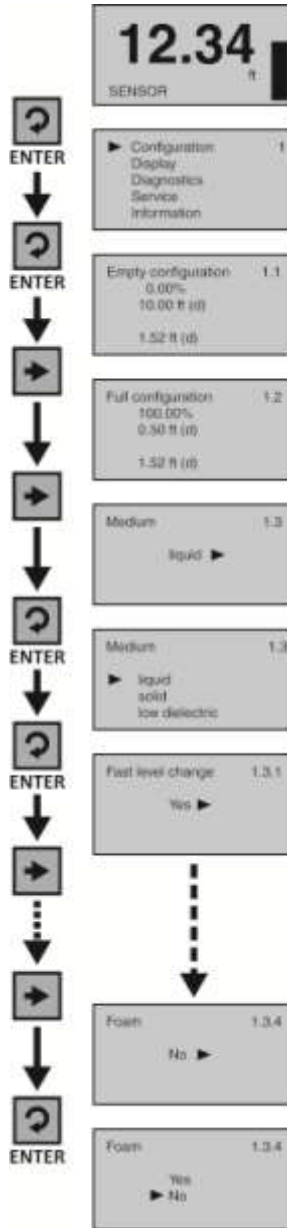 12.34
ft
SENSOR
ENTER
Configuration 1
Display
Diagnostics
Service
Information
ENTER
Empty configuration 1.1
0.00%
10.00 ft (d)
1.52 ft (d)
Full configuration 1.2
100.00%
0.50 ft (d)
1.52 ft (d)
Medium 1.3
liquid
ENTER
Medium 1.3
liquid
solid
low dielectric
ENTER
Fast level change 1.3.1
Yes
Foam 1.3.4
No
ENTER
Foam 1.3.4
Yes
No